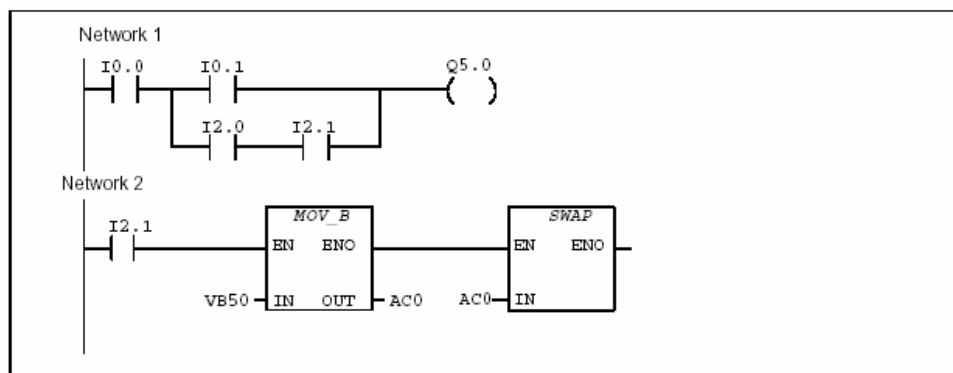 Network 1
I0.0 I0.1 Q5.0
I2.0 I2.1
Network 2
I2.1 MOV_B SWAP
EN ENO EN ENO
VB50 IN OUT AC0 AC0 IN